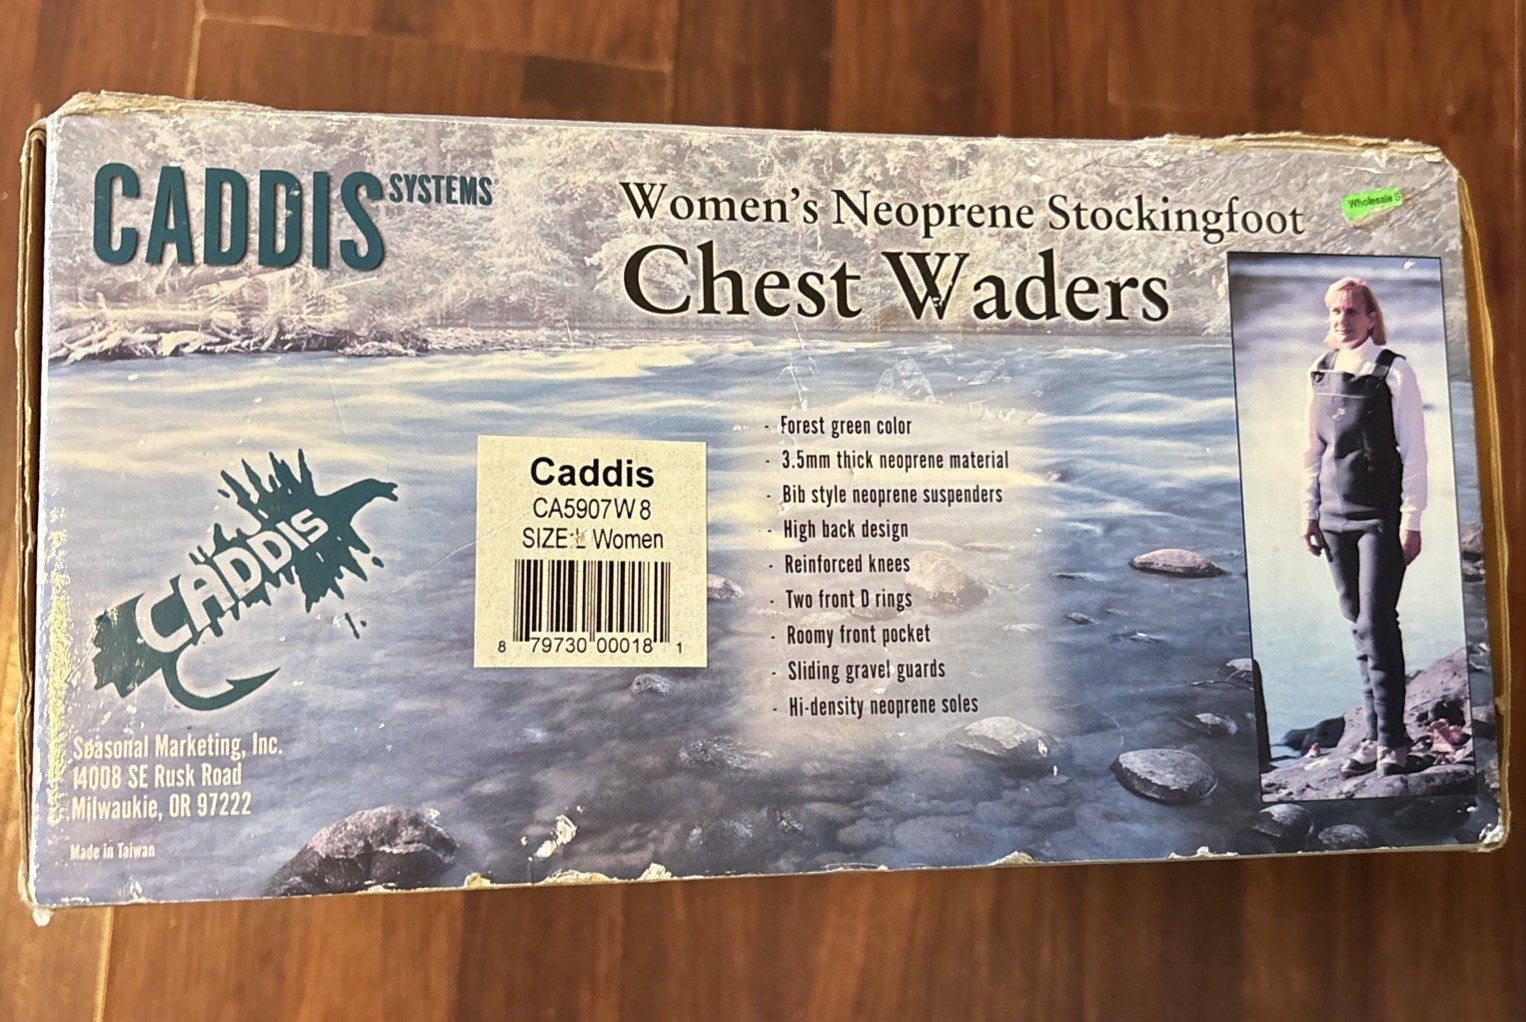 CADDIS SYSTEMS
Women's Neoprene Stockingfoot
Chest Waders
Wholesale S
- Forest green color
- 3.5mm thick neoprene material
- Bib style neoprene suspenders
- High back design
- Reinforced knees
- Two front D rings
- Roomy front pocket
- Sliding gravel guards
- Hi-density neoprene soles
Caddis
CA5907W 8
SIZE:L Women
8 79730 00018 1
CADDIS
Seasonal Marketing, Inc.
14008 SE Rusk Road
Milwaukie, OR 97222
Made in Taiwan